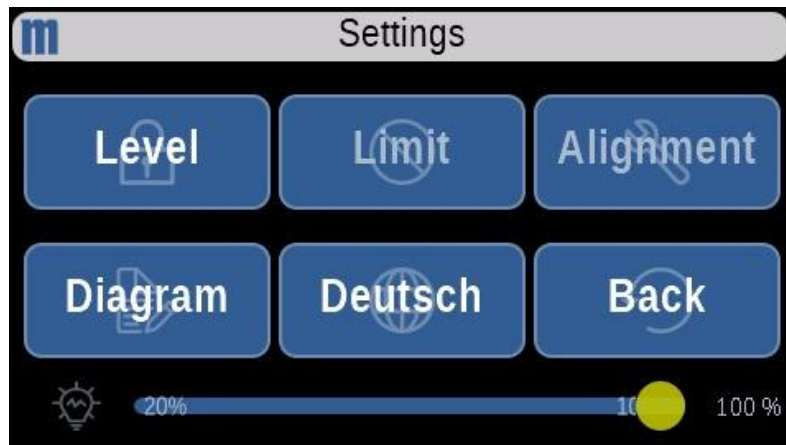 m
Settings
Level Limit Alignment
Diagram Deutsch Back
20% 100 %